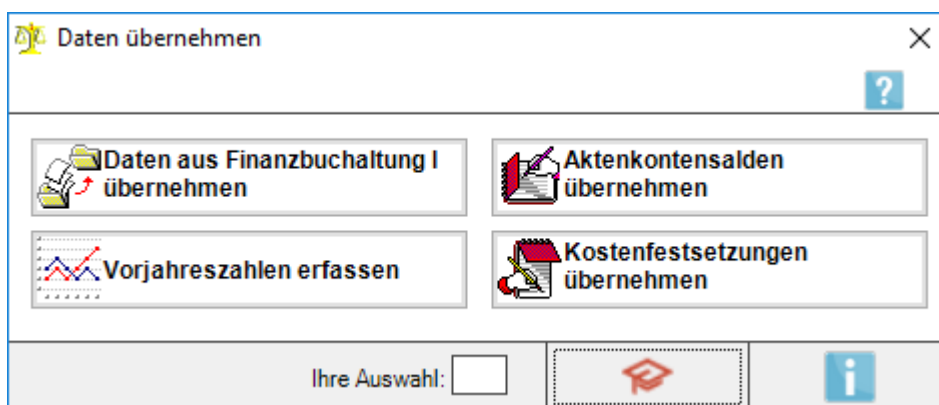 Daten übernehmen
?
Daten aus Finanzbuchaltung I
übernehmen
Aktenkontensalden
übernehmen
Vorjahreszahlen erfassen
Kostenfestsetzungen
übernehmen
Ihre Auswahl:
i